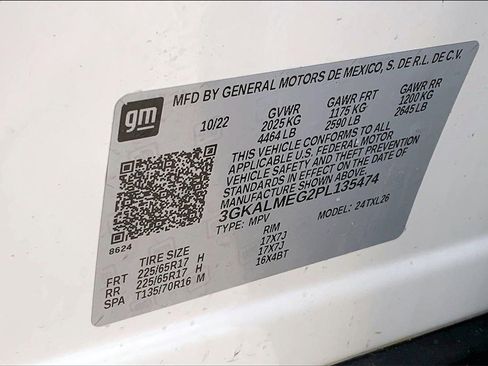 gm
MFD BY GENERAL MOTORS DE MEXICO, S. DE R.L. DE C.V.
10/22 GVWR GAWR FRT GAWR RR
2025 KG 1175 KG 1200 KG
4464 LB 2590 LB 2645 LB
THIS VEHICLE CONFORMS TO ALL
APPLICABLE U.S. FEDERAL MOTOR
VEHICLE SAFETY AND THEFT PREVENTION
STANDARDS IN EFFECT ON THE DATE OF
MANUFACTURE SHOWN ABOVE.
3GKALMEG2PL135474
TYPE: MPV MODEL: 24TXL26
8624
TIRE SIZE RIM
FRT 225/65R17 H 17X7J
RR 225/65R17 H 17X7J
SPA T135/70R16 M 16X4BT